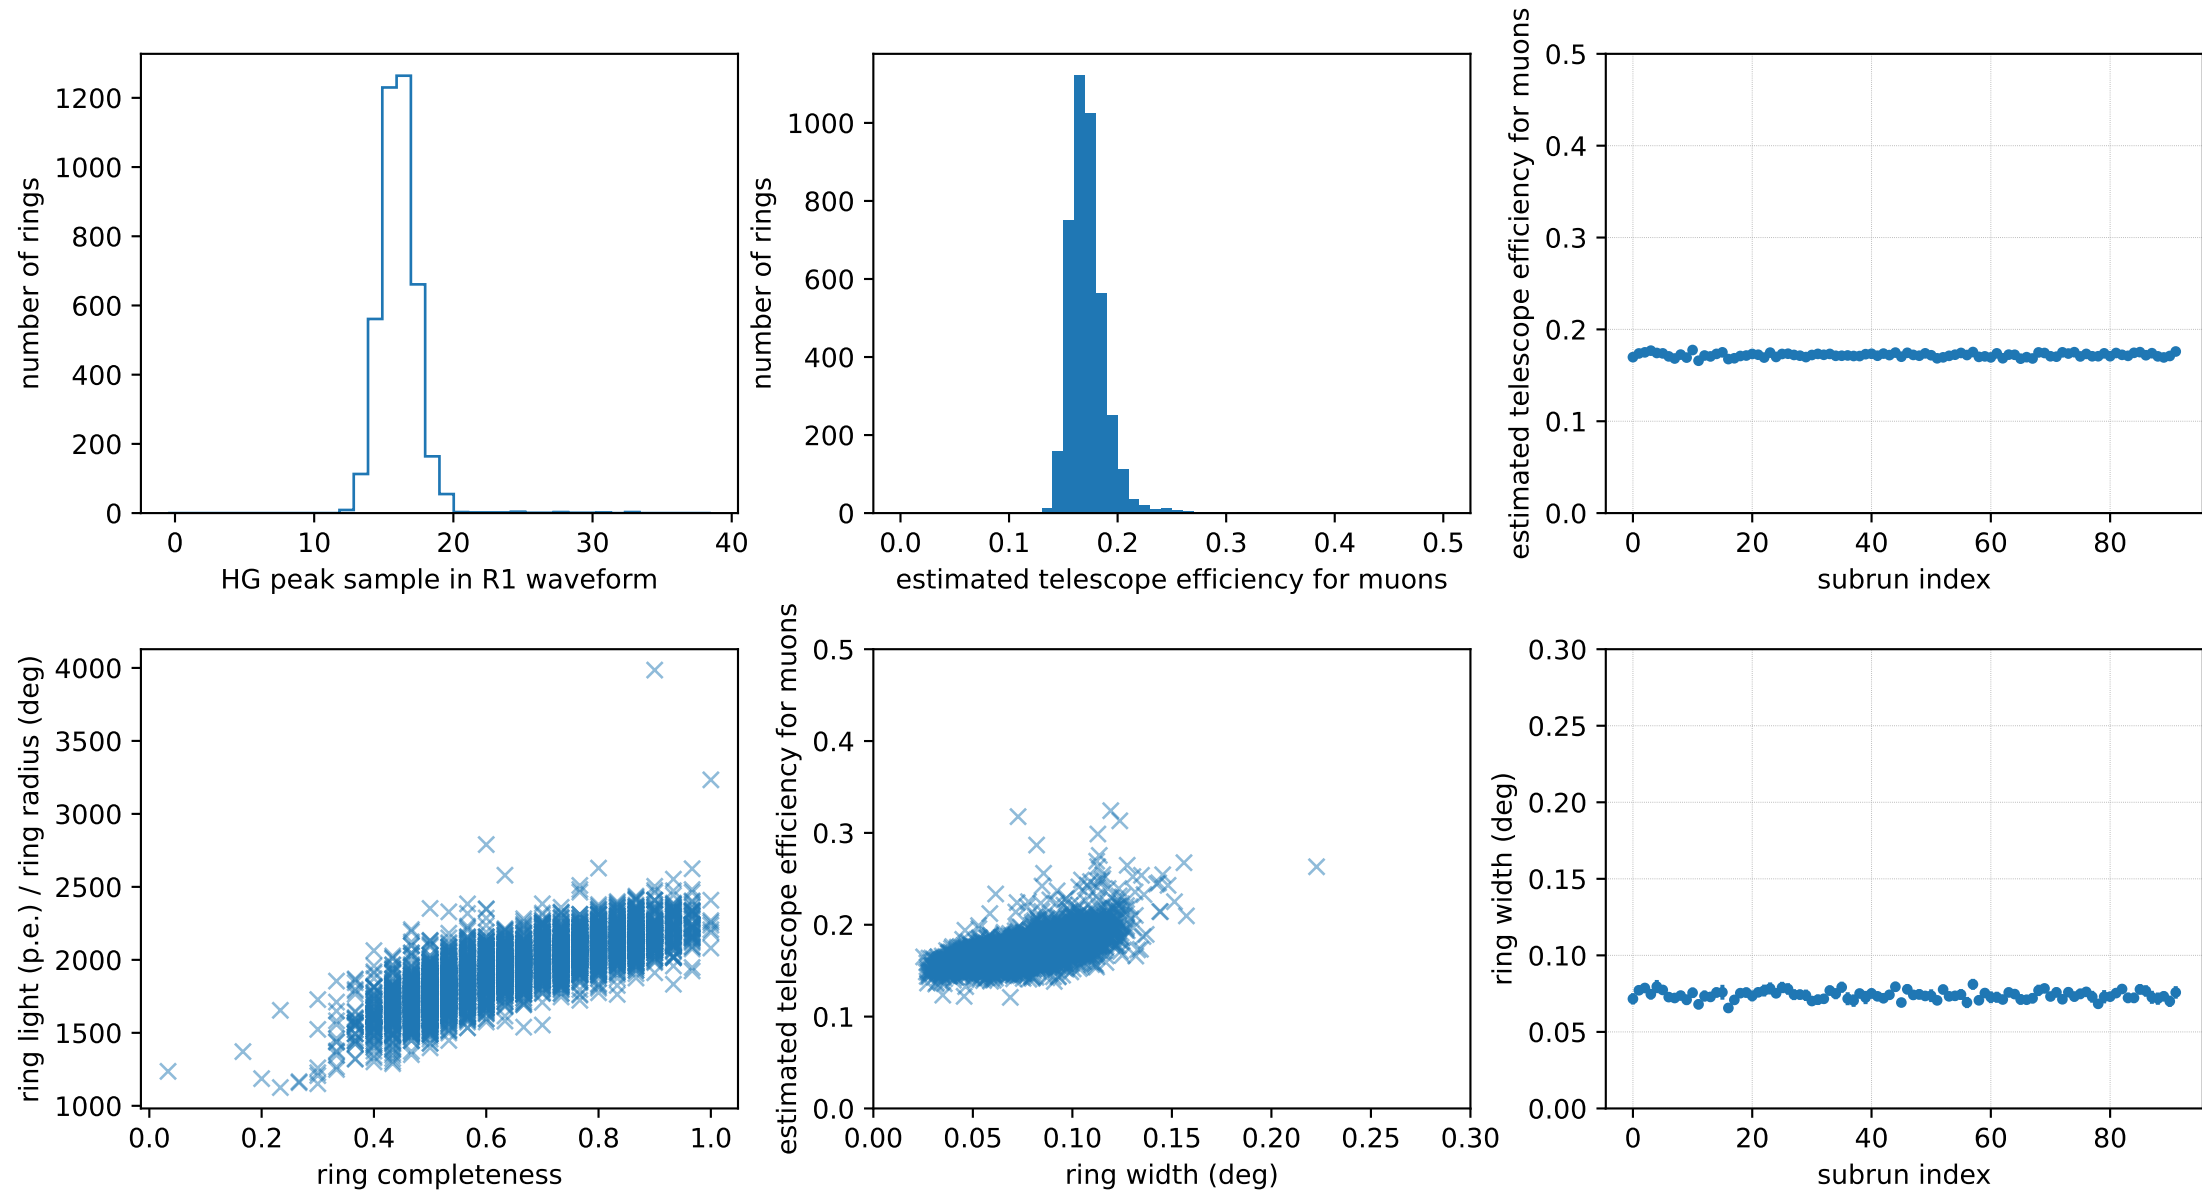 1200
1000
800
600
400
200
0
number of rings
0 10 20 30 40
HG peak sample in R1 waveform
1000
800
600
400
200
0
number of rings
0.0 0.1 0.2 0.3 0.4 0.5
estimated telescope efficiency for muons
0.5
0.4
0.3
0.2
0.1
0.0
estimated telescope efficiency for muons
0 20 40 60 80
subrun index
4000
3500
3000
2500
2000
1500
1000
ring light (p.e.) / ring radius (deg)
0.0 0.2 0.4 0.6 0.8 1.0
ring completeness
0.5
0.4
0.3
0.2
0.1
0.0
estimated telescope efficiency for muons
0.00 0.05 0.10 0.15 0.20 0.25 0.30
ring width (deg)
0.30
0.25
0.20
0.15
0.10
0.05
0.00
ring width (deg)
0 20 40 60 80
subrun index